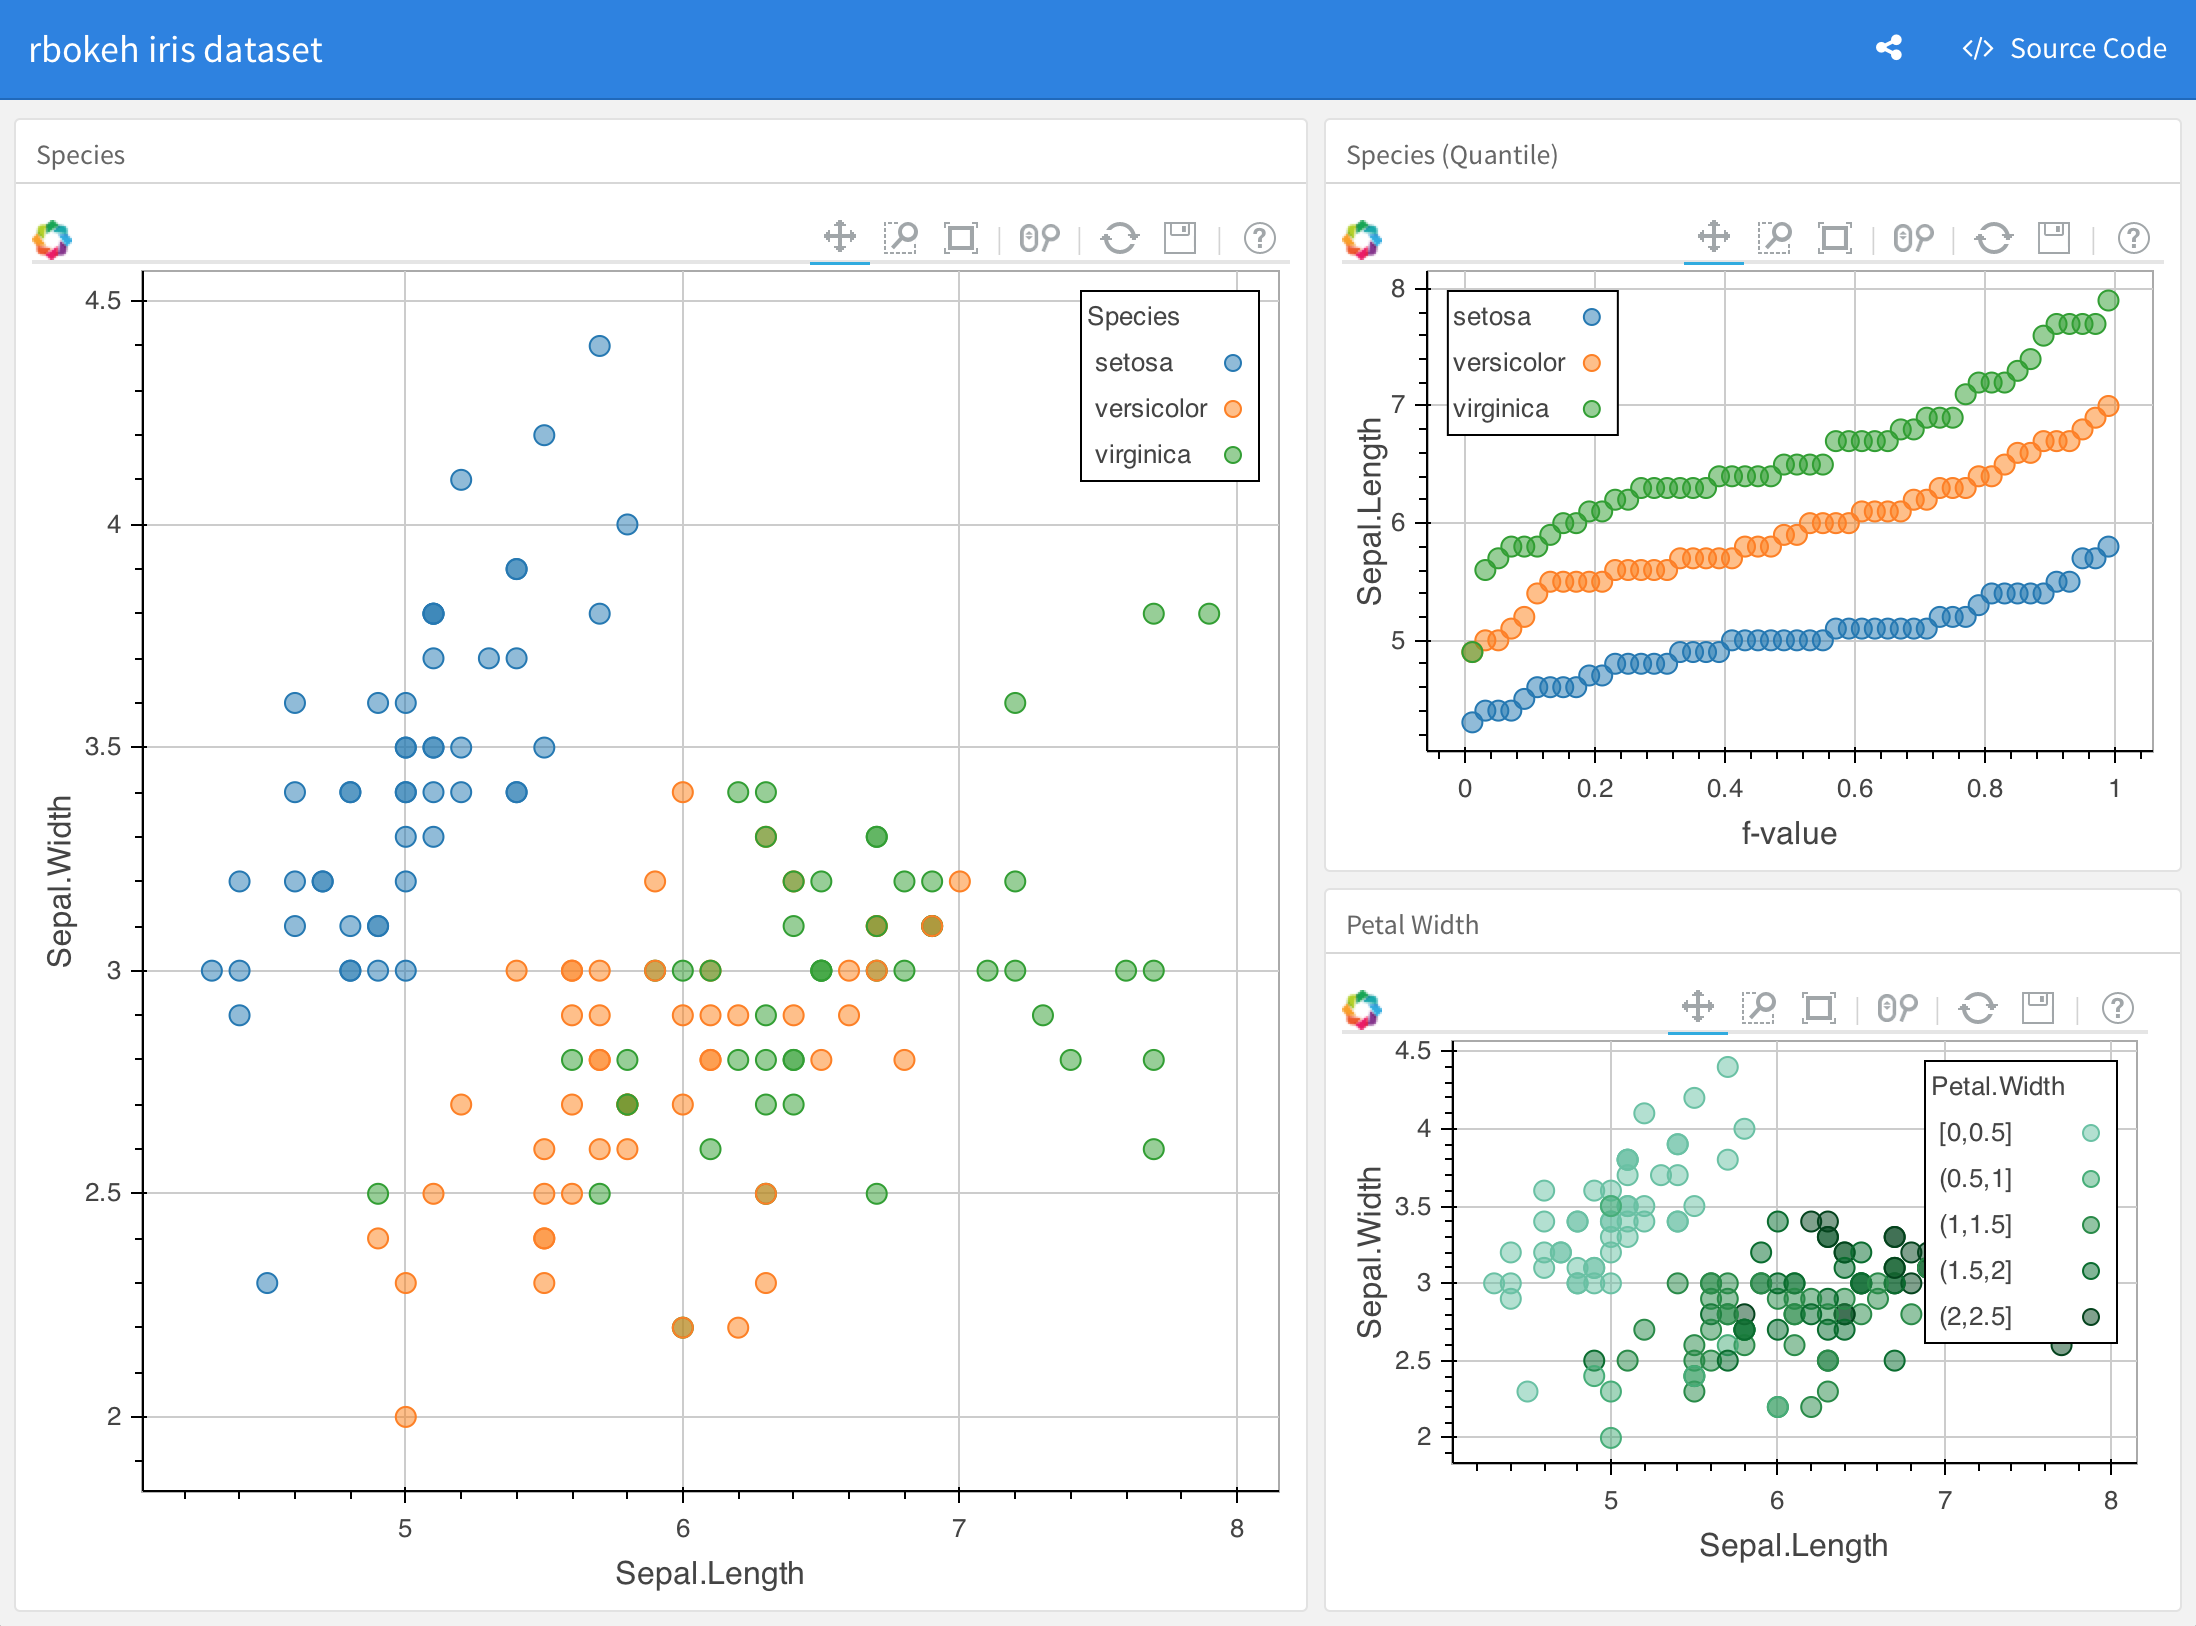 rbokeh iris dataset
</> Source Code
Species
4.5
4
3.5
3
2.5
2
Sepal.Width
Species
setosa
versicolor
virginica
5 6 7 8
Sepal.Length
Species (Quantile)
8
7
6
5
Sepal.Length
setosa
versicolor
virginica
0 0.2 0.4 0.6 0.8 1
f-value
Petal Width
4.5
4
3.5
3
2.5
2
Sepal.Width
Petal.Width
[0,0.5]
(0.5,1]
(1,1.5]
(1.5,2]
(2,2.5]
5 6 7 8
Sepal.Length